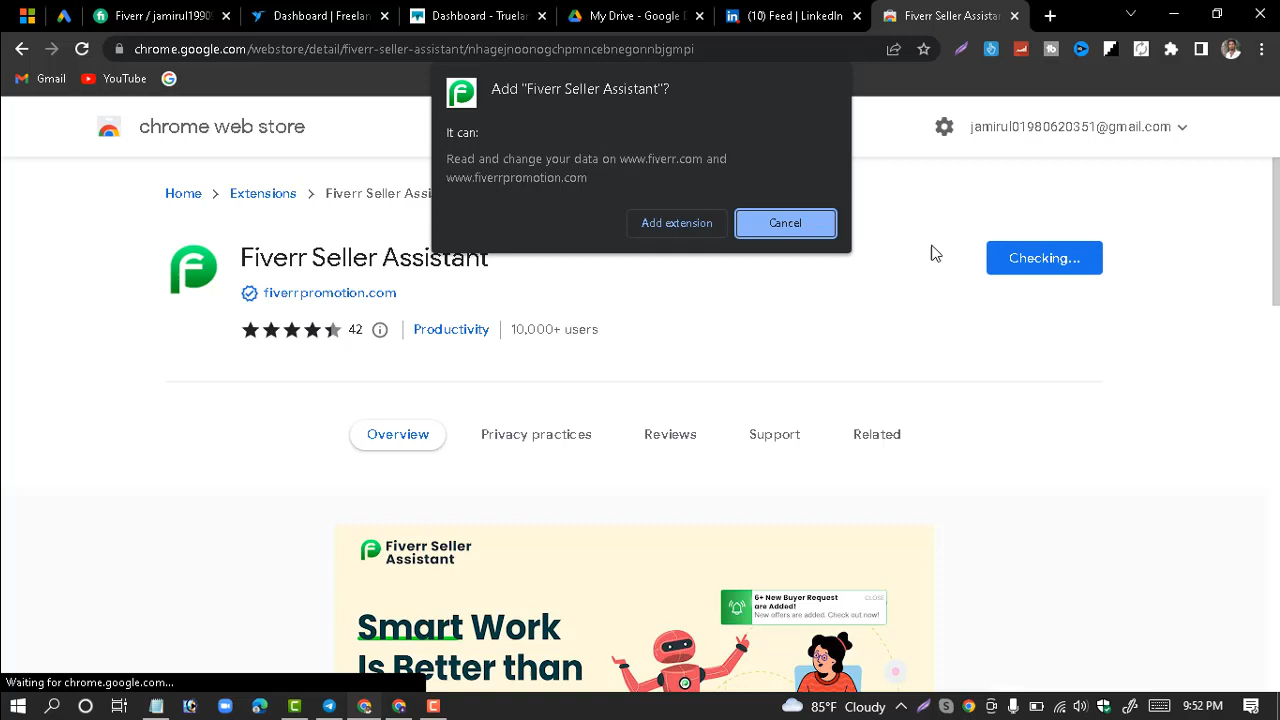 Fiverr / jamirul1990
Dashboard | Freelan
Dashboard - Truelan
My Drive - Google D
(10) Feed | LinkedIn
Fiverr Seller Assistan
chrome.google.com/webstore/detail/fiverr-seller-assistant/nhagejnoonogchpmncebnegonnbjgmpi
Gmail
YouTube
Add "Fiverr Seller Assistant"?
It can:
Read and change your data on www.fiverr.com and
www.fiverrpromotion.com
Add extension
Cancel
chrome web store
jamirul01980620351@gmail.com
Home > Extensions > Fiverr Seller Assi
Fiverr Seller Assistant
Checking...
fiverrpromotion.com
42
Productivity
10,000+ users
Overview
Privacy practices
Reviews
Support
Related
Fiverr Seller
Assistant
6+ New Buyer Request
are Added!
CLOSE
New offers are added. Check out now!
Smart Work
Is Better than
Waiting for chrome.google.com...
85°F Cloudy
9:52 PM